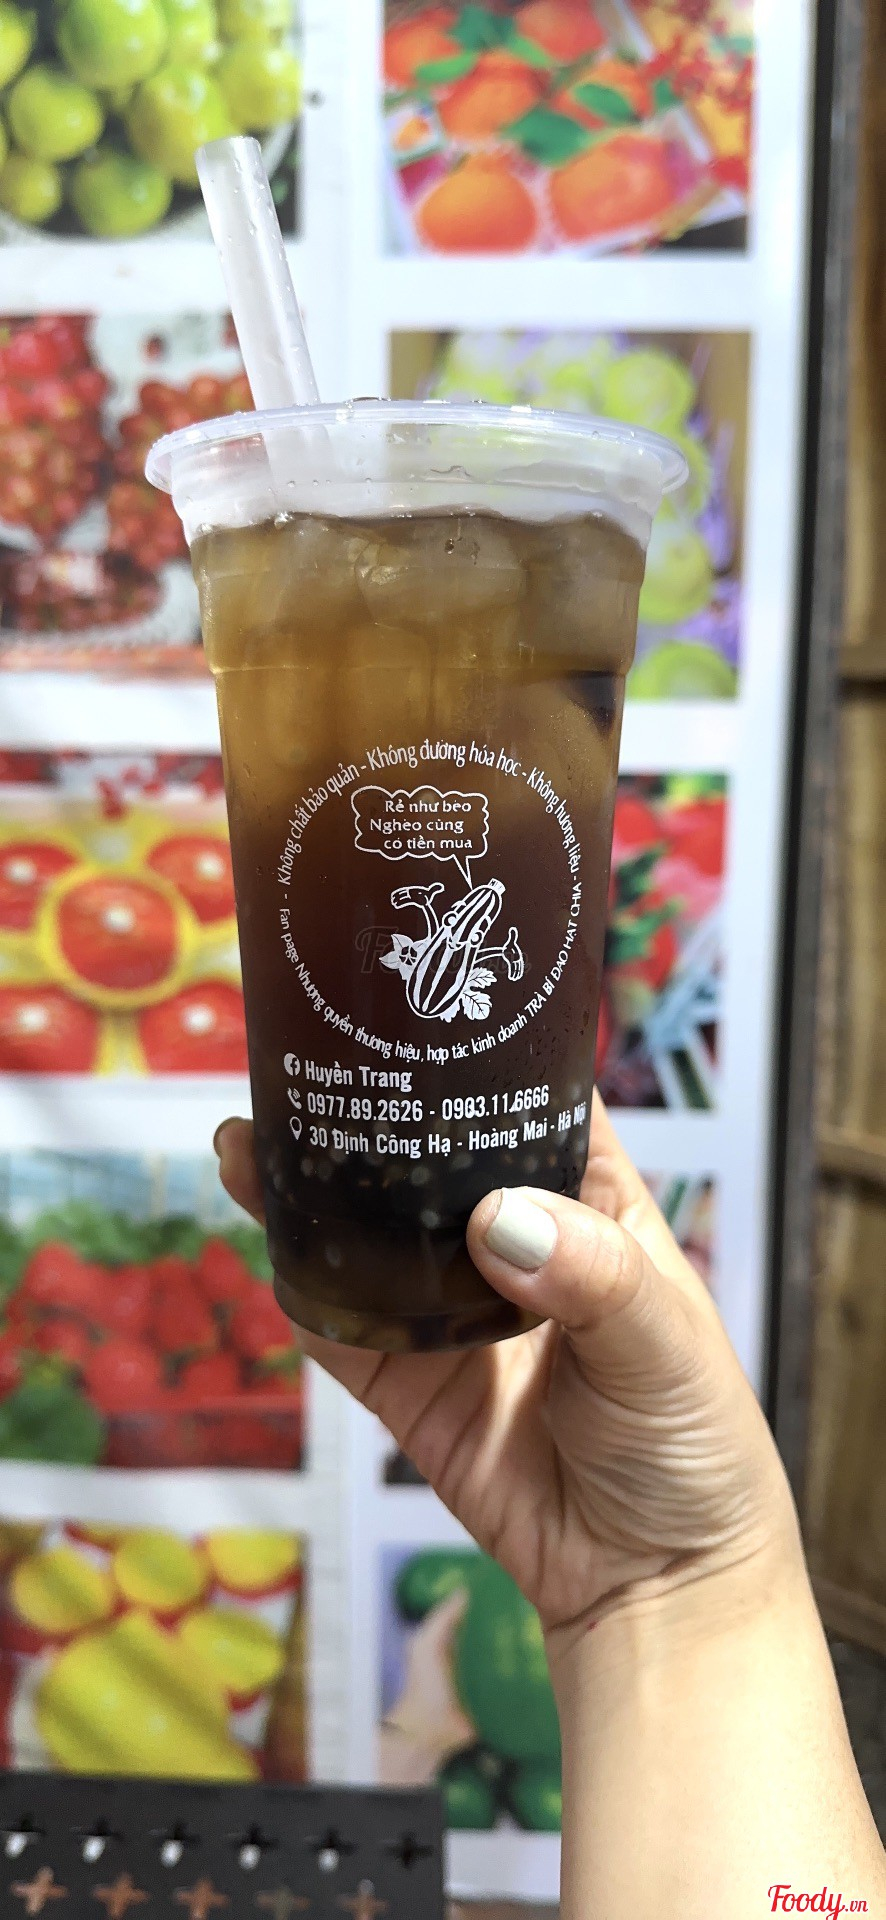 - Không chất bảo quản - Không đường hóa học - Không hương liệu -
Rẻ như bèo
Nghèo cũng
có tiền mua
Fan page Nhượng quyền thương hiệu, hợp tác kinh doanh TRÀ BÍ ĐAO HẠT CHIA
Huyền Trang
0977.89.2626 - 0903.11.6666
30 Định Công Hạ - Hoàng Mai - Hà Nội
Foody.vn